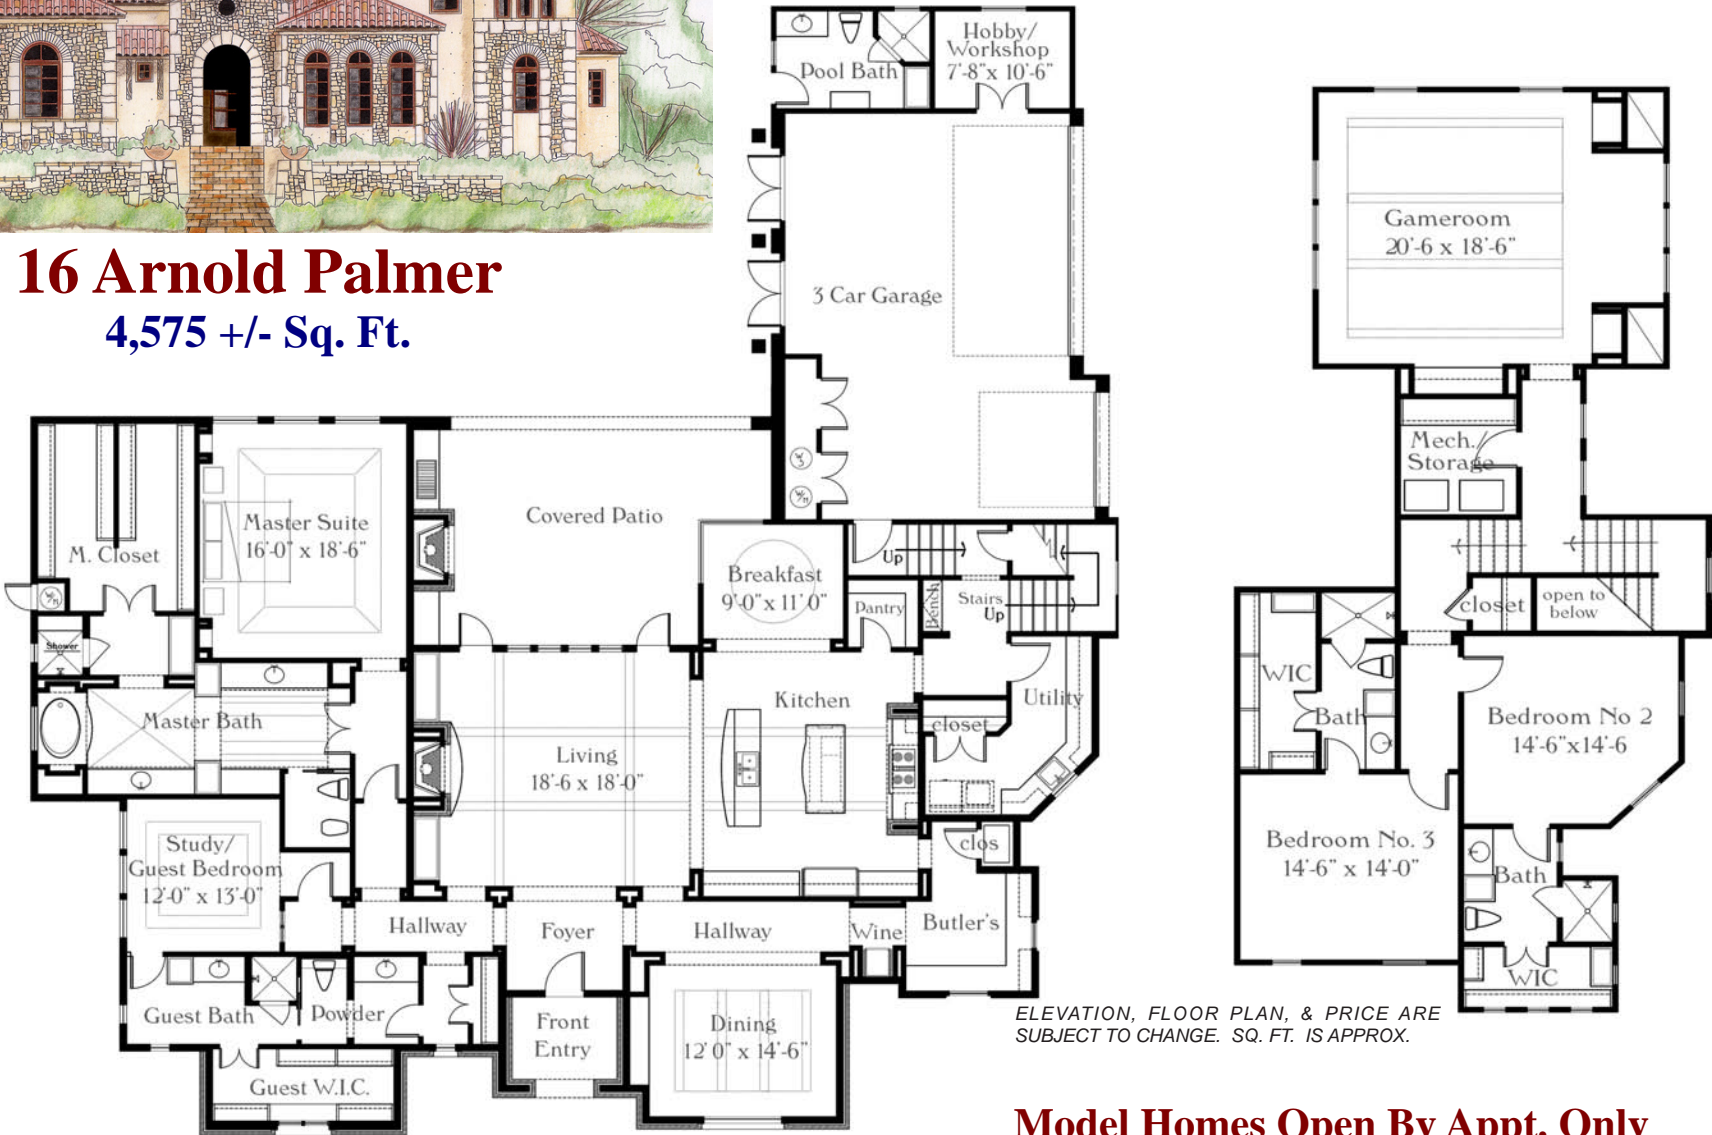 16 Arnold Palmer
4,575 +/- Sq. Ft.
Pool Bath
Hobby/
Workshop
7'-8"x 10'-6"
3 Car Garage
W/S
W/H
M. Closet
W/H
Master Suite
16'-0" x 18'-6"
Covered Patio
Breakfast
9'-0"x 11' 0"
Up
Pantry
Bench
Stairs
Up
Shower
Master Bath
Living
18'-6 x 18'-0"
Kitchen
Utility
closet
clos
Study/
Guest Bedroom
12'-0" x 13'-0"
Hallway
Foyer
Hallway
Wine
Butler's
Guest Bath
Powder
Front
Entry
Dining
12' 0" x 14'-6"
Guest W.I.C.
Gameroom
20'-6 x 18'-6"
Mech./
Storage
closet
open to
below
WIC
Bath
Bedroom No 2
14'-6"x14'-6
Bedroom No. 3
14'-6" x 14'-0"
Bath
WIC
ELEVATION, FLOOR PLAN, & PRICE ARE
SUBJECT TO CHANGE. SQ. FT. IS APPROX.
Model Homes Open By Appt. Only